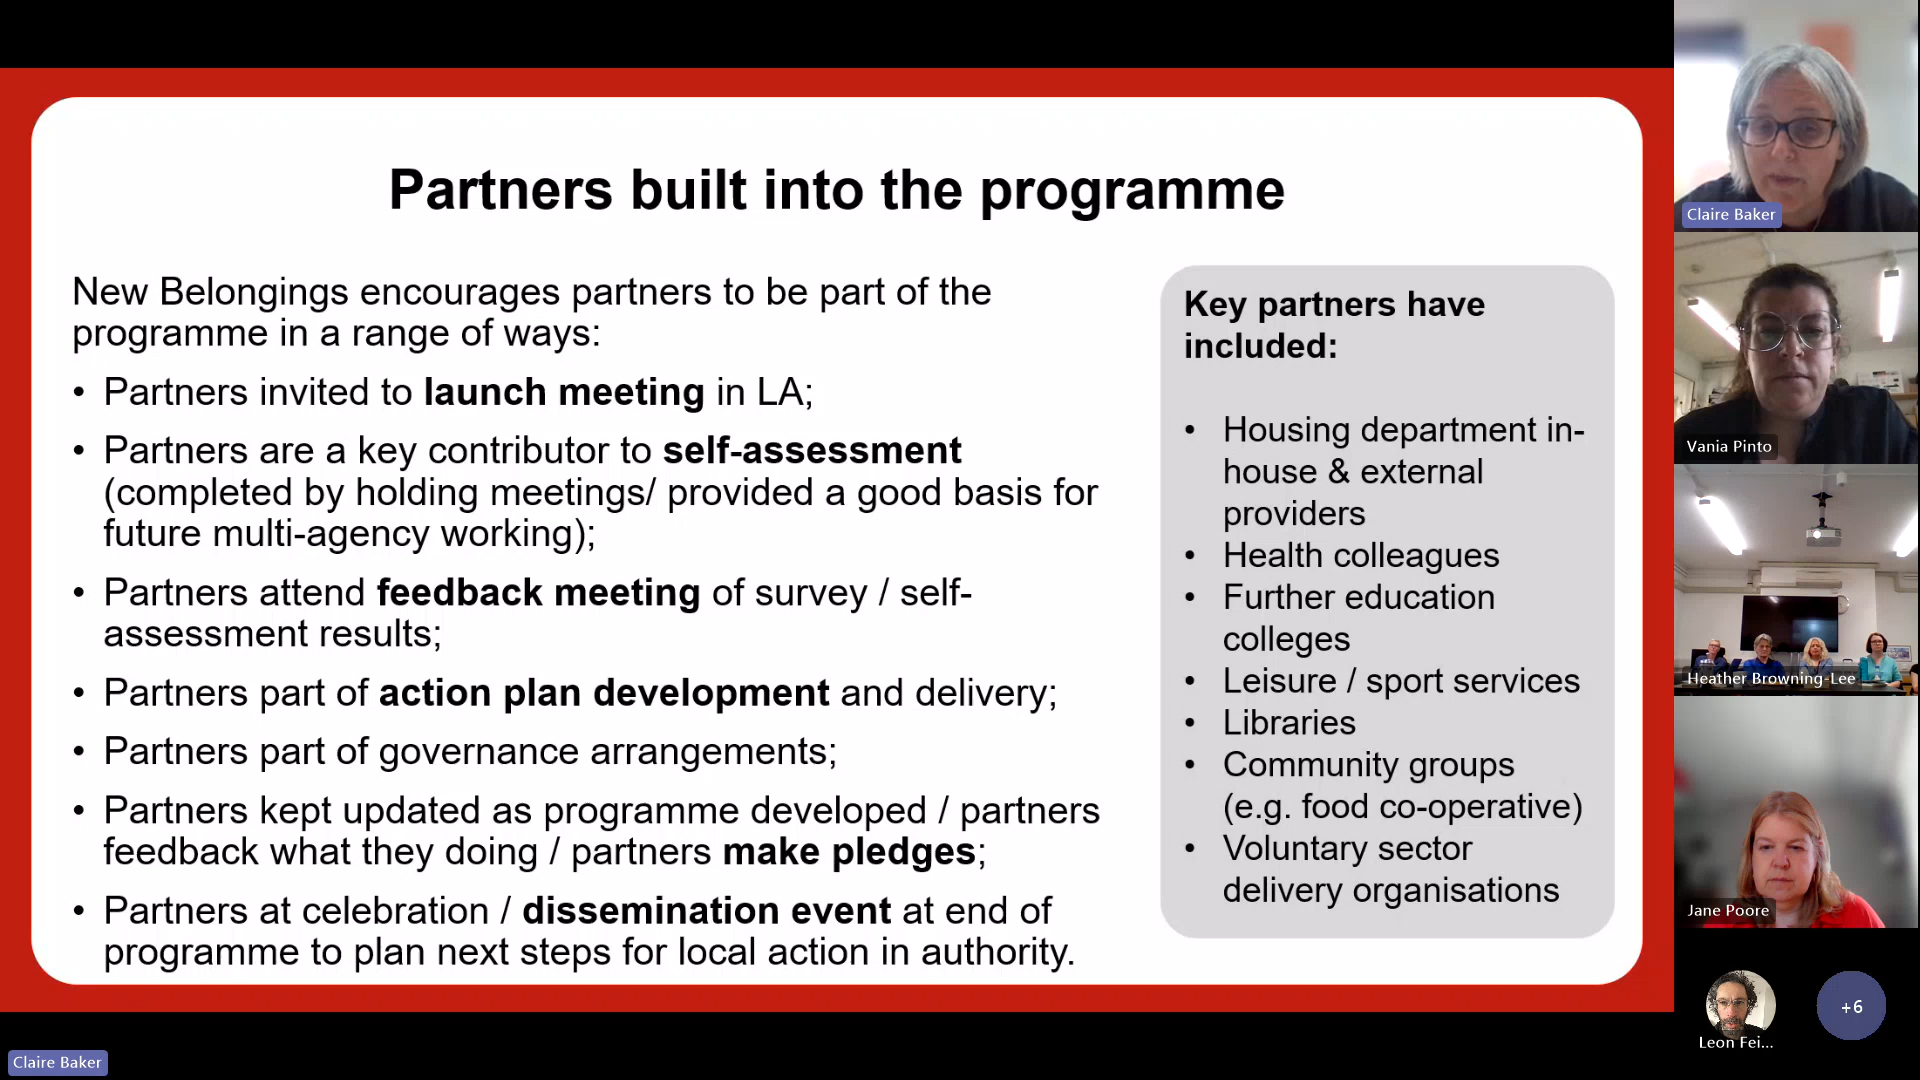 Partners built into the programme
New Belongings encourages partners to be part of the
programme in a range of ways:
• Partners invited to launch meeting in LA;
• Partners are a key contributor to self-assessment
(completed by holding meetings/ provided a good basis for
future multi-agency working);
• Partners attend feedback meeting of survey / self-
assessment results;
• Partners part of action plan development and delivery;
• Partners part of governance arrangements;
• Partners kept updated as programme developed / partners
feedback what they doing / partners make pledges;
• Partners at celebration / dissemination event at end of
programme to plan next steps for local action in authority.
Key partners have
included:
• Housing department in-
house & external
providers
• Health colleagues
• Further education
colleges
• Leisure / sport services
• Libraries
• Community groups
(e.g. food co-operative)
• Voluntary sector
delivery organisations
Claire Baker
Vania Pinto
Heather Browning-Lee
Jane Poore
Leon Fei...
+6
Claire Baker